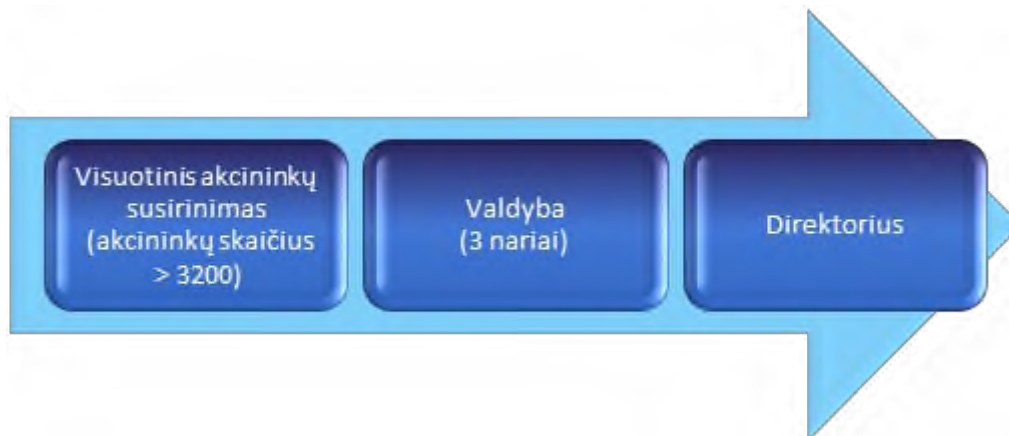 Visuotinis akcininkų
susirinimas
(akcininkų skaičius
> 3200)
Valdyba
(3 nariai)
Direktorius